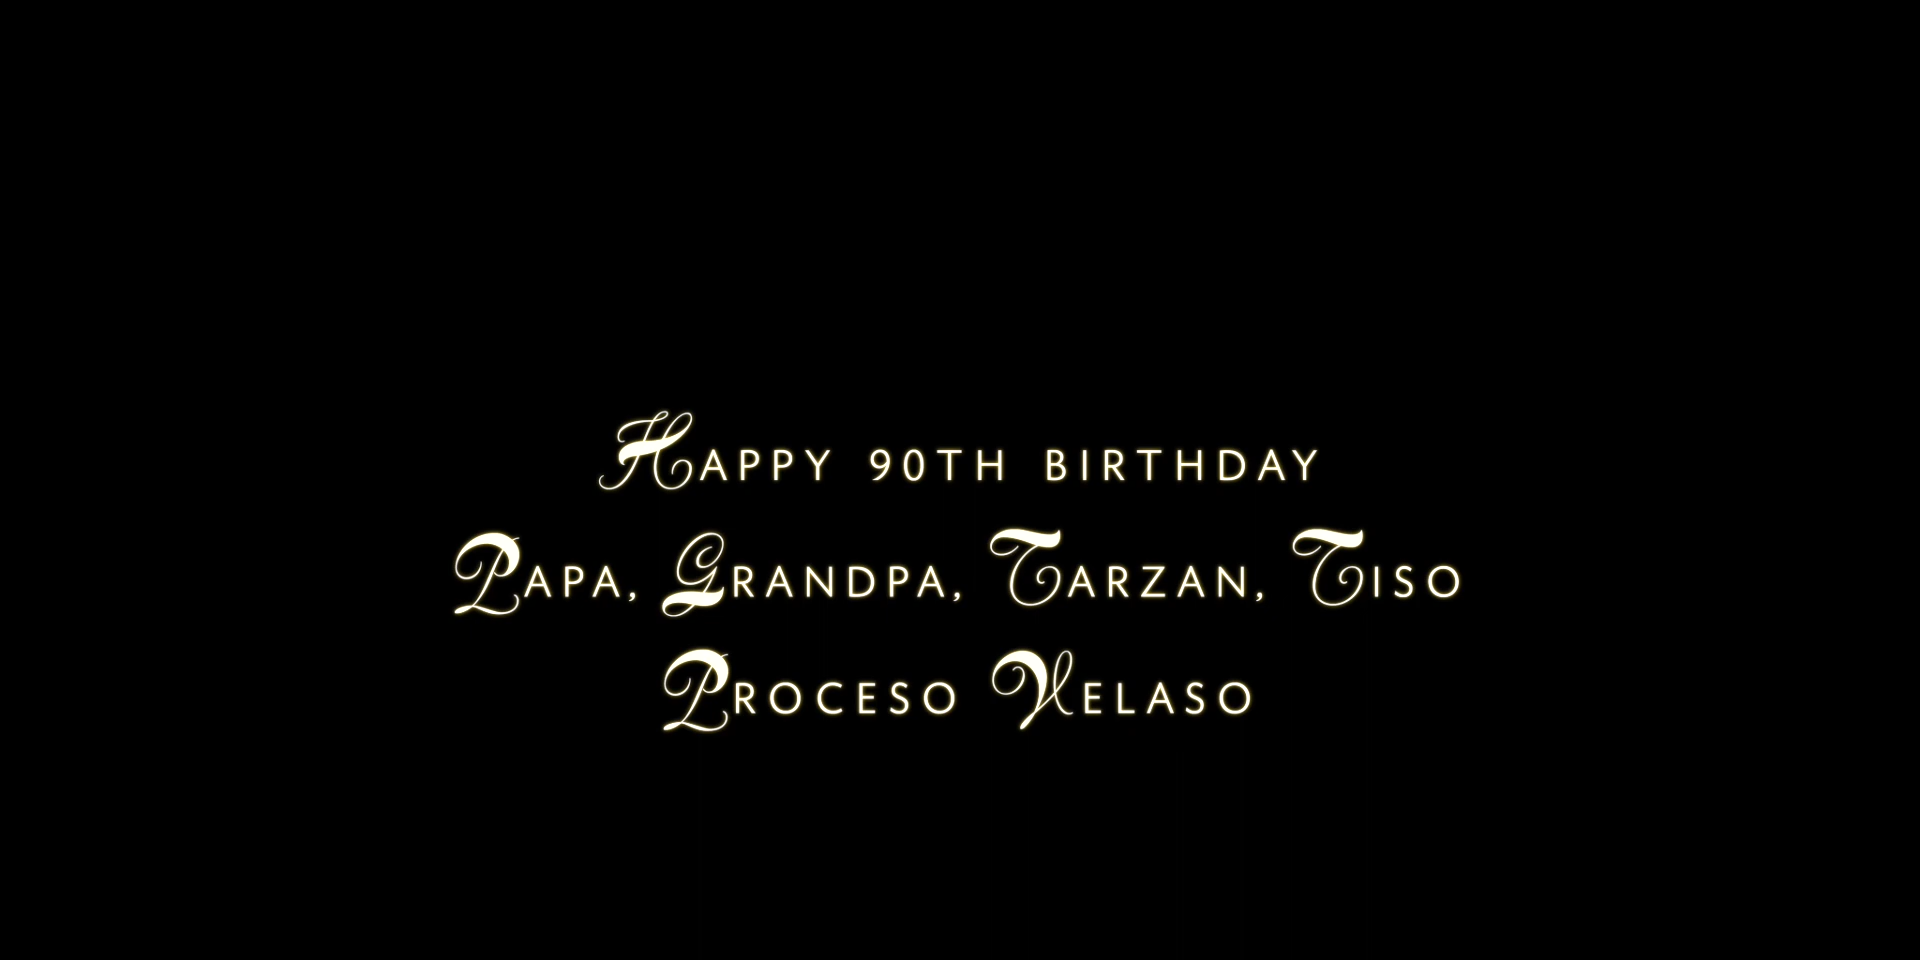 Happy 90th birthday
Papa, Grandpa, Tarzan, Tiso
Proceso Velaso